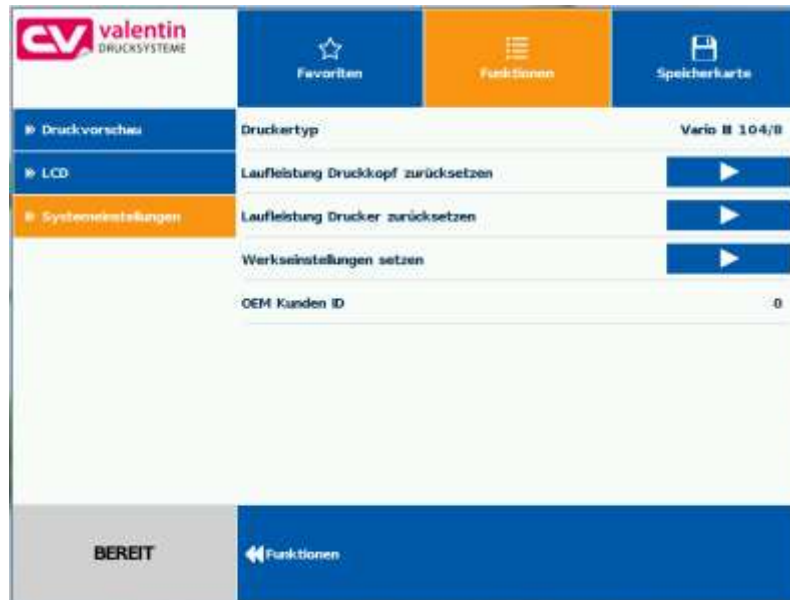 CV valentin
DRUCKSYSTEME
Favoriten
Funktionen
Speicherkarte
Druckvorschau
LCD
Systemeinstellungen
Druckertyp Vario III 104/8
Laufleistung Druckkopf zurücksetzen
Laufleistung Drucker zurücksetzen
Werkseinstellungen setzen
OEM Kunden ID 0
BEREIT
Funktionen